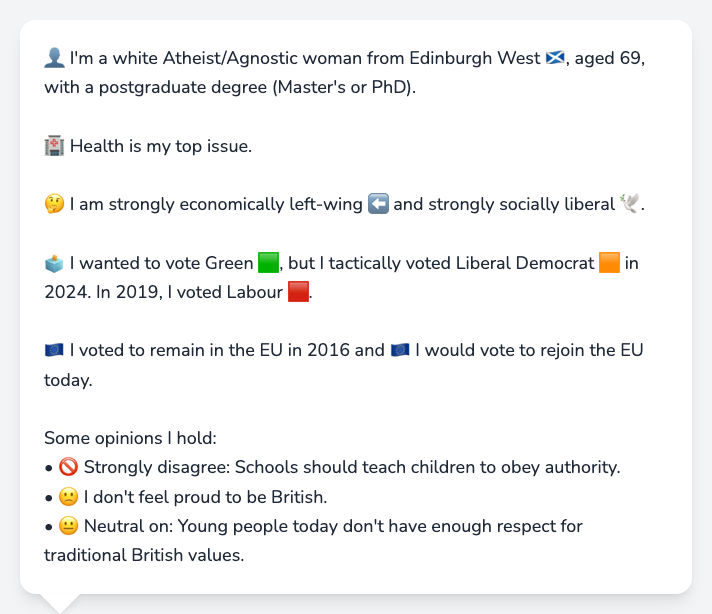 👤 I'm a white Atheist/Agnostic woman from Edinburgh West 🏴󠁧󠁢󠁳󠁣󠁴󠁿, aged 69,
with a postgraduate degree (Master's or PhD).
🏥 Health is my top issue.
🤔 I am strongly economically left-wing ⬅️ and strongly socially liberal 🕊️.
🗳️ I wanted to vote Green 🟩, but I tactically voted Liberal Democrat 🟧 in
2024. In 2019, I voted Labour 🟥.
🇪🇺 I voted to remain in the EU in 2016 and 🇪🇺 I would vote to rejoin the EU
today.
Some opinions I hold:
• 🚫 Strongly disagree: Schools should teach children to obey authority.
• 🙁 I don't feel proud to be British.
• 😐 Neutral on: Young people today don't have enough respect for
traditional British values.